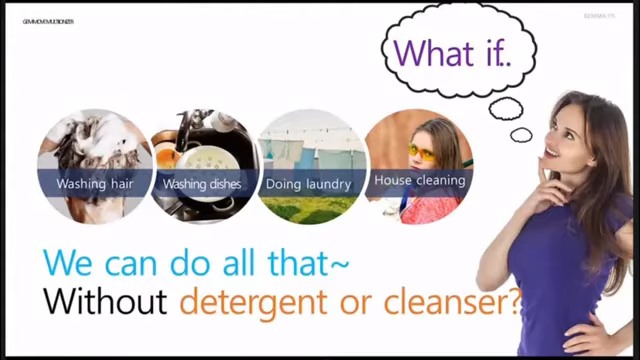 What if..
Washing hair
Washing dishes
Doing laundry
House cleaning
We can do all that~
Without detergent or cleanser?